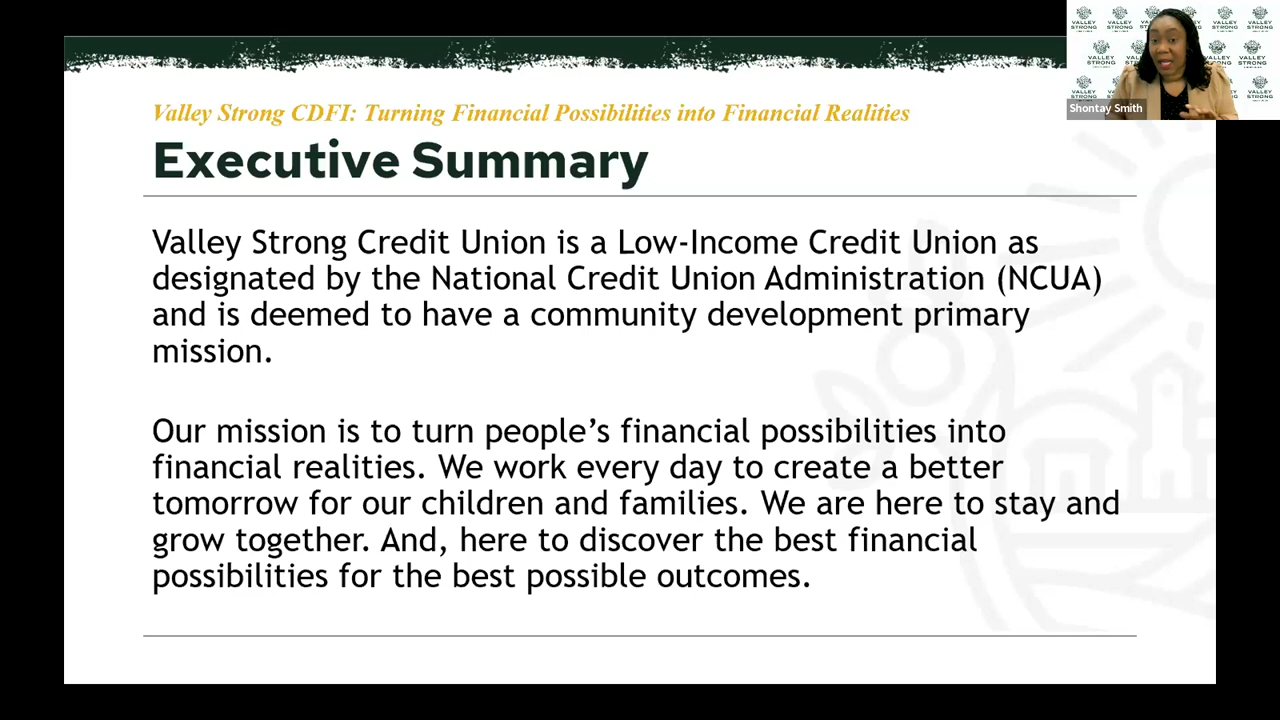 Valley Strong CDFI: Turning Financial Possibilities into Financial Realities
Executive Summary
Valley Strong Credit Union is a Low-Income Credit Union as
designated by the National Credit Union Administration (NCUA)
and is deemed to have a community development primary
mission.
Our mission is to turn people’s financial possibilities into
financial realities. We work every day to create a better
tomorrow for our children and families. We are here to stay and
grow together. And, here to discover the best financial
possibilities for the best possible outcomes.
VALLEY STRONG
Shontay Smith